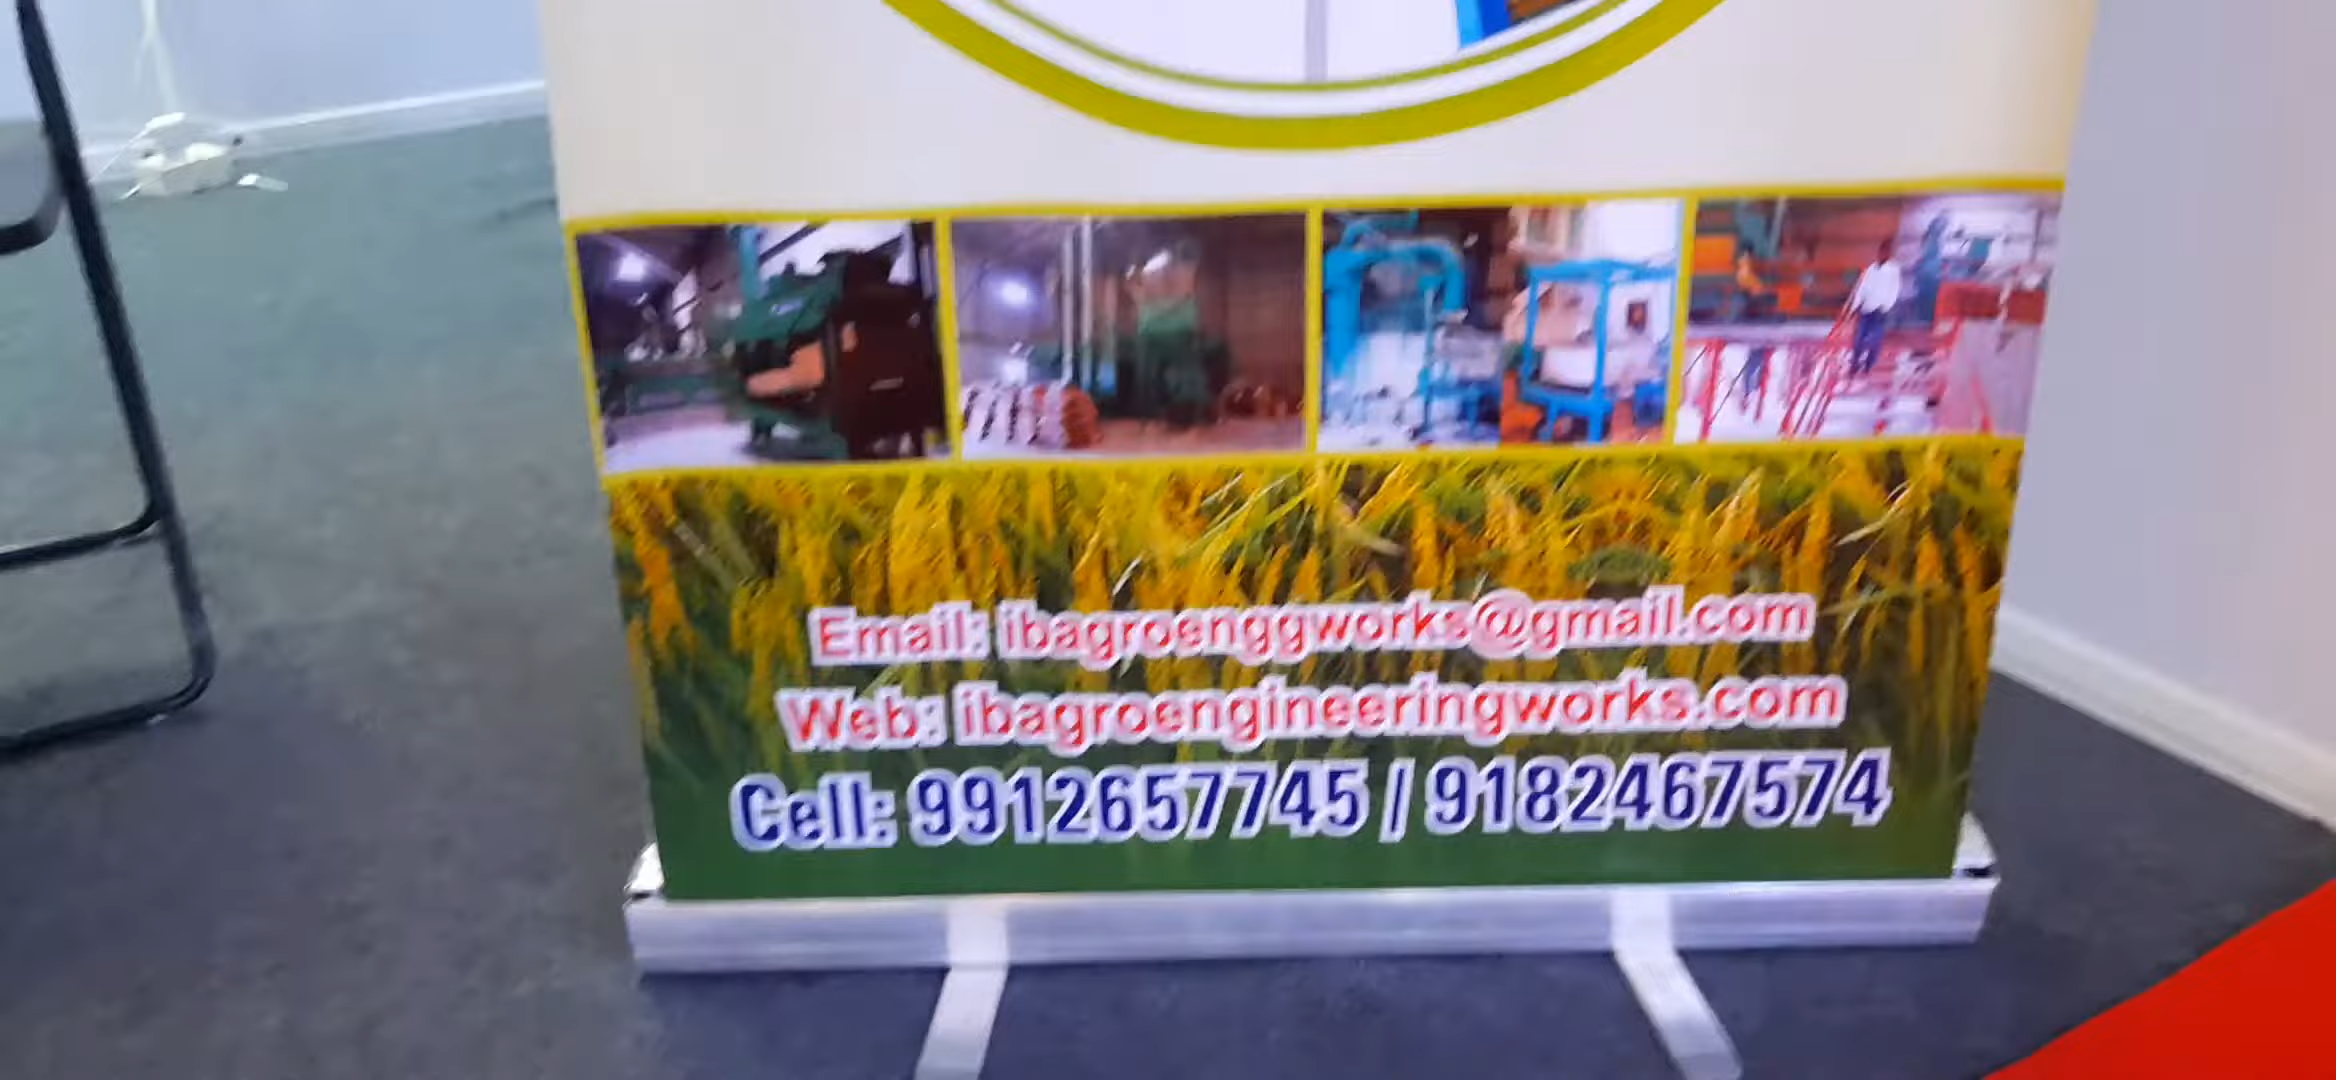 Email: ibagroenggworks@gmail.com
Web: ibagroengineeringworks.com
Cell: 9912657745 / 9182467574